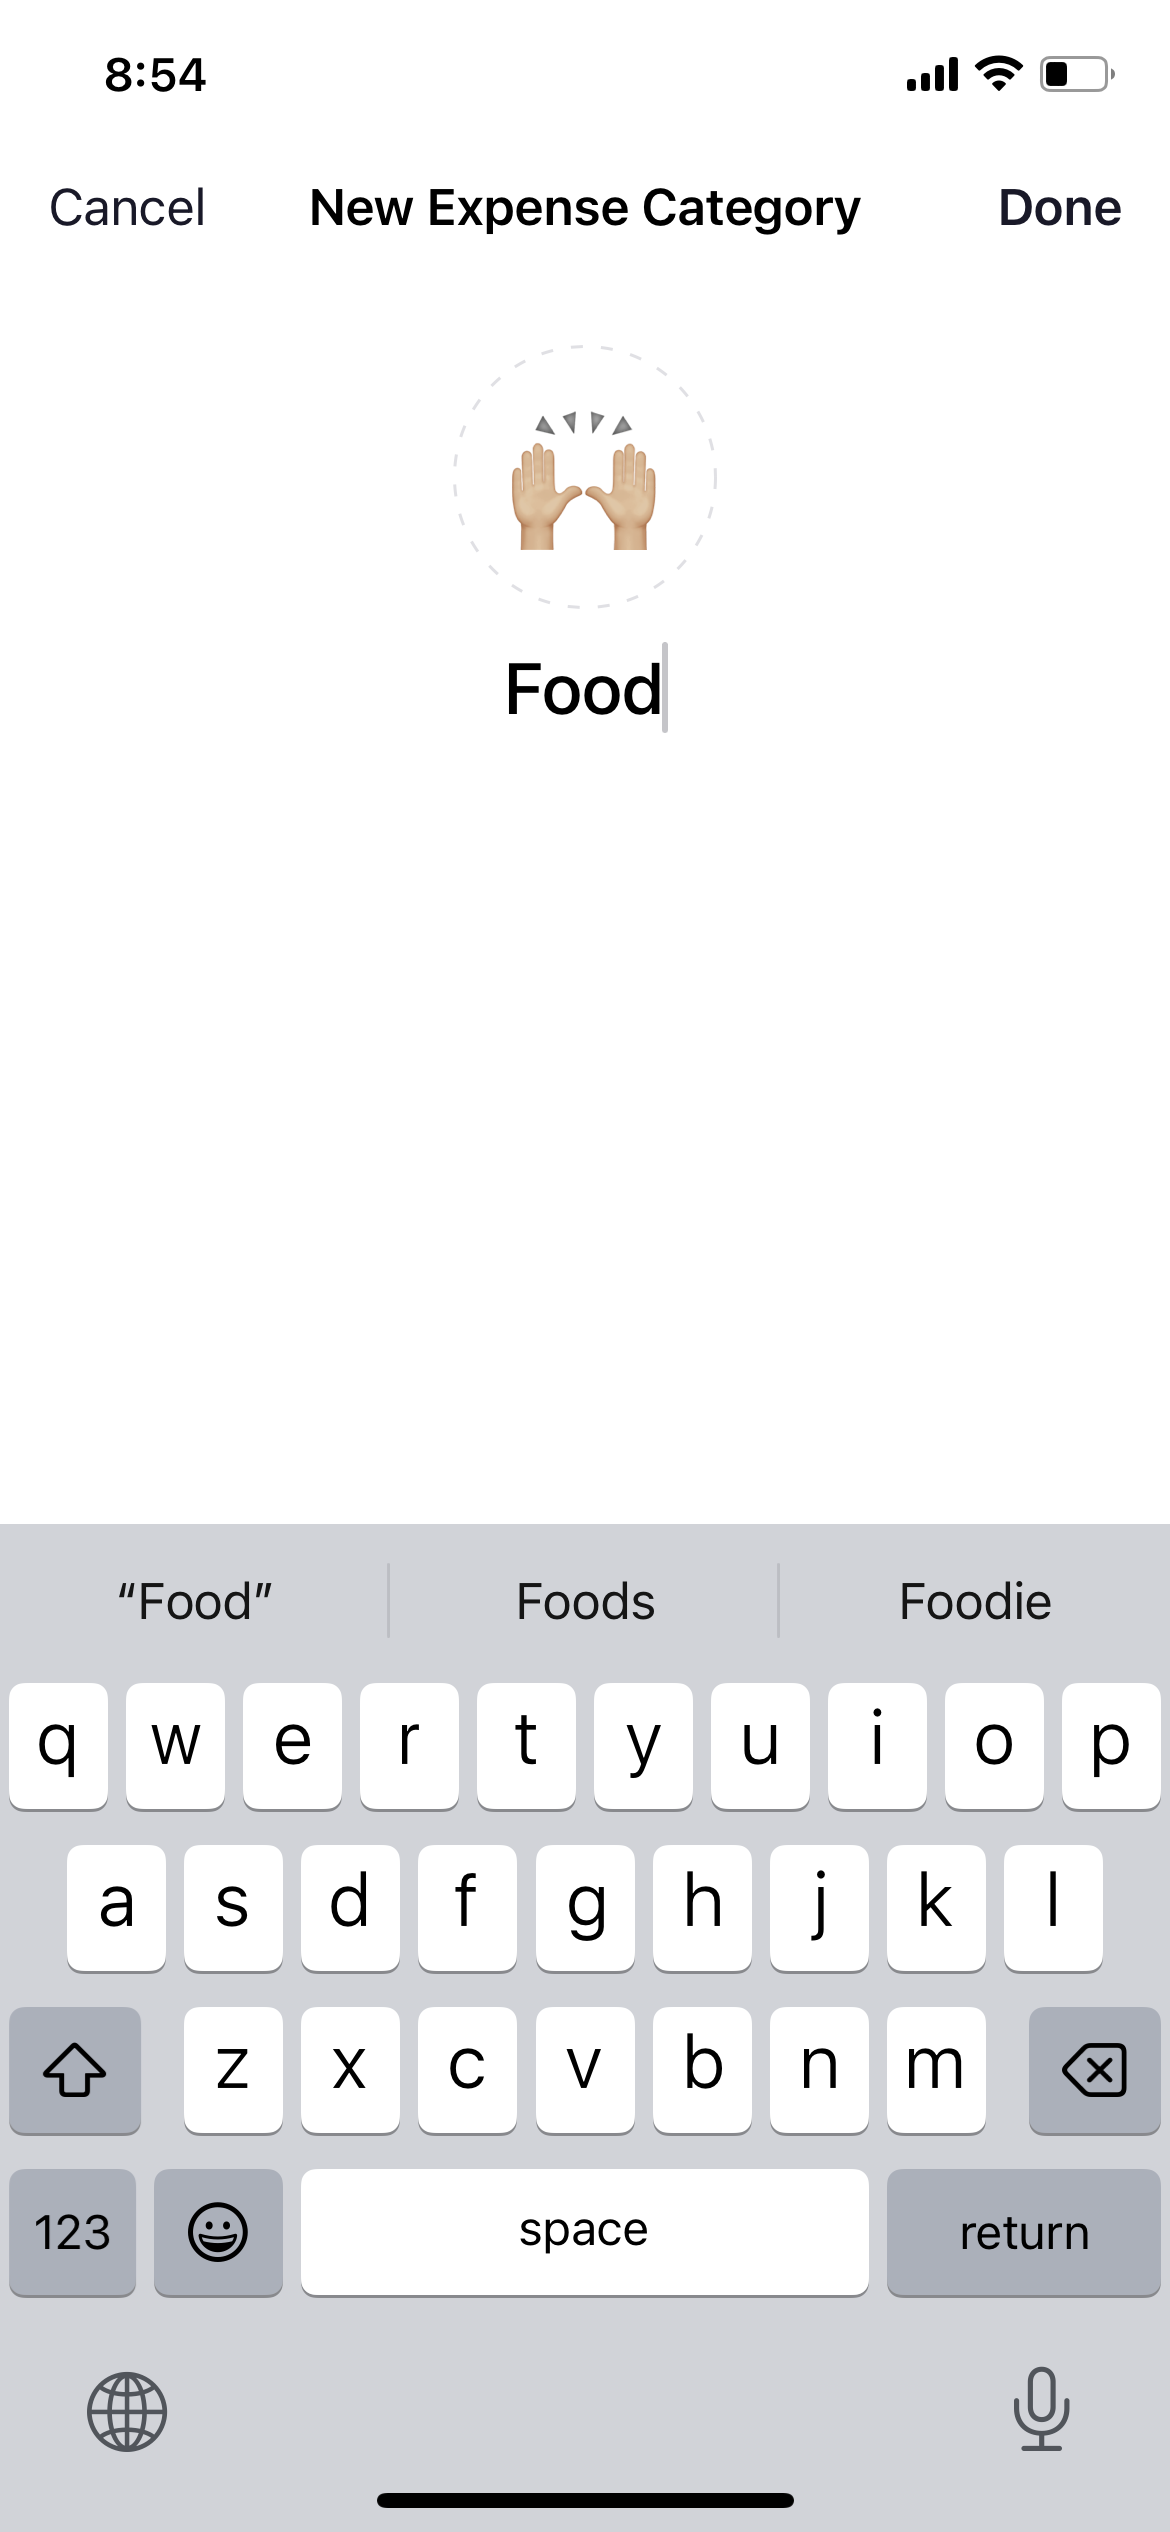 8:54
Cancel New Expense Category Done
Food
“Food” Foods Foodie
q w e r t y u i o p
a s d f g h j k l
z x c v b n m
123 space return